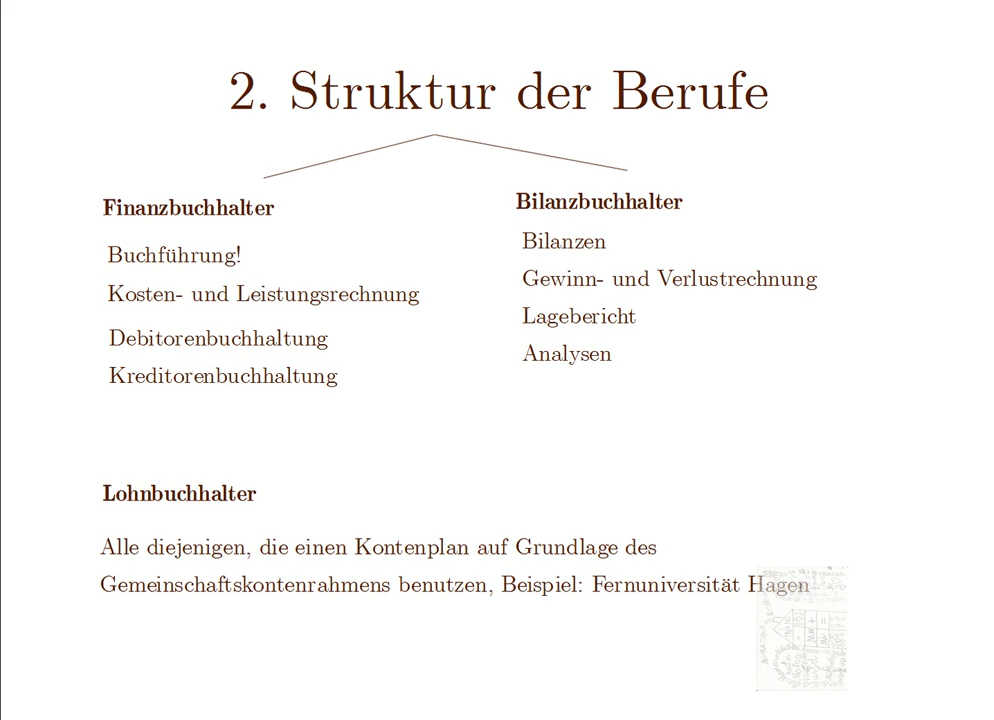 2. Struktur der Berufe
Finanzbuchhalter
Buchführung!
Kosten- und Leistungsrechnung
Debitorenbuchhaltung
Kreditorenbuchhaltung
Bilanzbuchhalter
Bilanzen
Gewinn- und Verlustrechnung
Lagebericht
Analysen
Lohnbuchhalter
Alle diejenigen, die einen Kontenplan auf Grundlage des
Gemeinschaftskontenrahmens benutzen, Beispiel: Fernuniversität Hagen